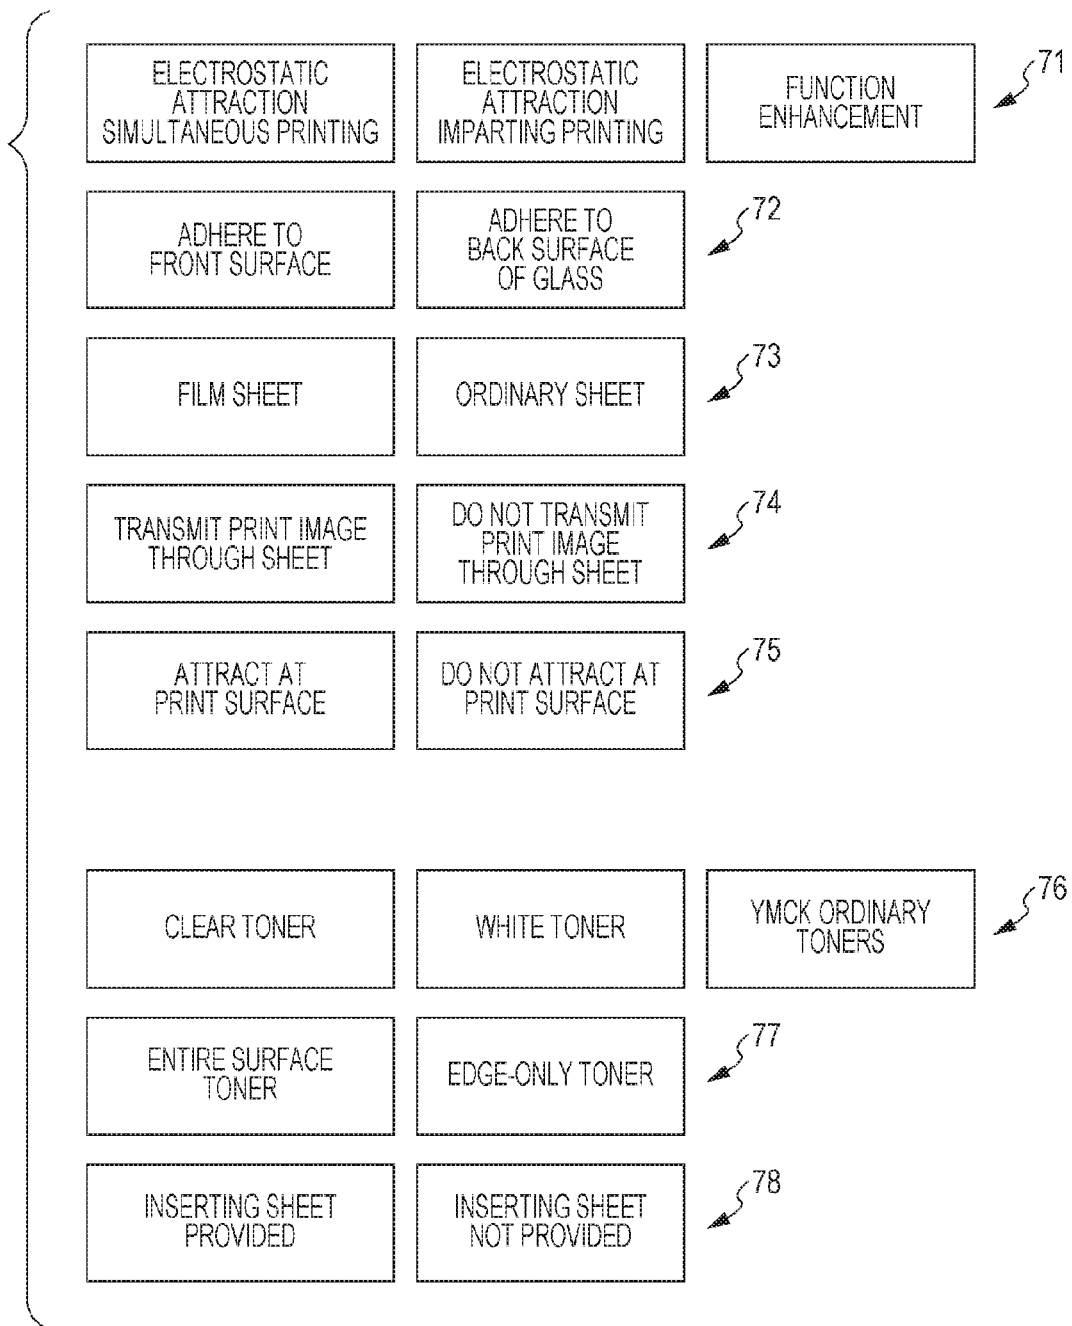 ELECTROSTATIC
ATTRACTION
SIMULTANEOUS PRINTING
ELECTROSTATIC
ATTRACTION
IMPARTING PRINTING
FUNCTION
ENHANCEMENT
71
ADHERE TO
FRONT SURFACE
ADHERE TO
BACK SURFACE
OF GLASS
72
FILM SHEET
ORDINARY SHEET
73
TRANSMIT PRINT IMAGE
THROUGH SHEET
DO NOT TRANSMIT
PRINT IMAGE
THROUGH SHEET
74
ATTRACT AT
PRINT SURFACE
DO NOT ATTRACT AT
PRINT SURFACE
75
CLEAR TONER
WHITE TONER
YMCK ORDINARY
TONERS
76
ENTIRE SURFACE
TONER
EDGE-ONLY TONER
77
INSERTING SHEET
PROVIDED
INSERTING SHEET
NOT PROVIDED
78